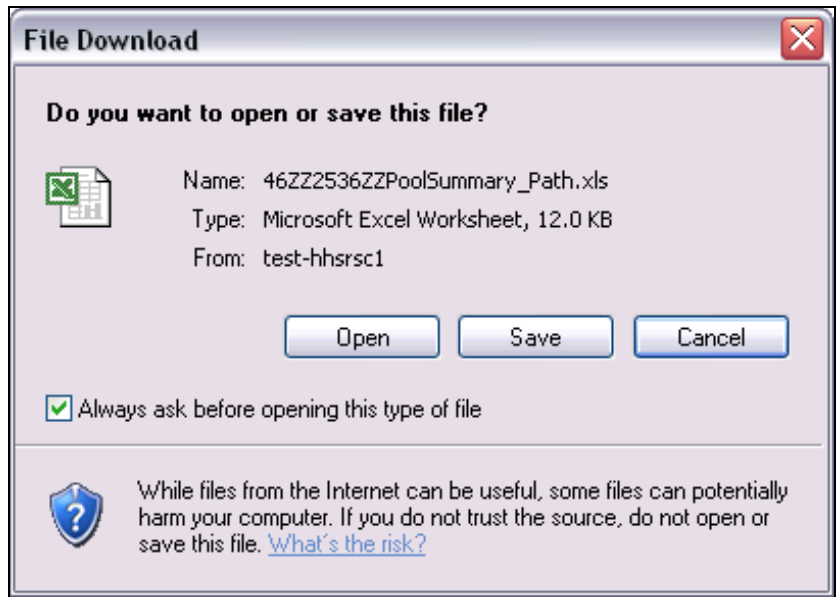 File Download
Do you want to open or save this file?
Name: 46ZZ2536ZZPoolSummary_Path.xls
Type: Microsoft Excel Worksheet, 12.0 KB
From: test-hhsrsc1
Open Save Cancel
Always ask before opening this type of file
While files from the Internet can be useful, some files can potentially
harm your computer. If you do not trust the source, do not open or
save this file. What's the risk?